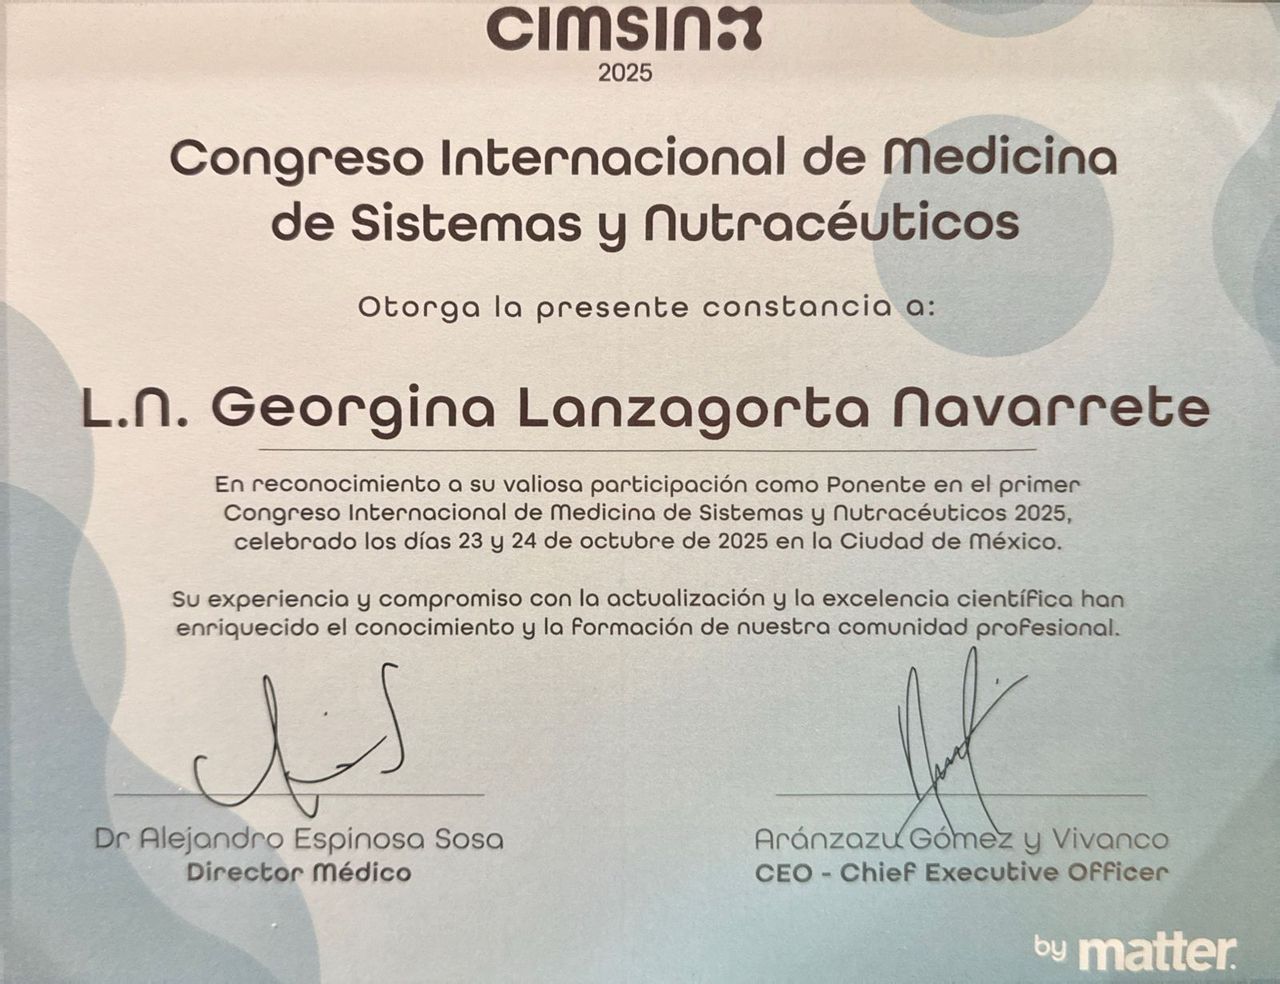 CIMSIN
2025
Congreso Internacional de Medicina
de Sistemas y Nutracéuticos
Otorga la presente constancia a:
L.N. Georgina Lanzagorta Navarrete
En reconocimiento a su valiosa participación como Ponente en el primer
Congreso Internacional de Medicina de Sistemas y Nutracéuticos 2025,
celebrado los días 23 y 24 de octubre de 2025 en la Ciudad de México.
Su experiencia y compromiso con la actualización y la excelencia científica han
enriquecido el conocimiento y la formación de nuestra comunidad profesional.
Dr Alejandro Espinosa Sosa
Director Médico
Aránzazu Gómez y Vivanco
CEO - Chief Executive Officer
by matter.